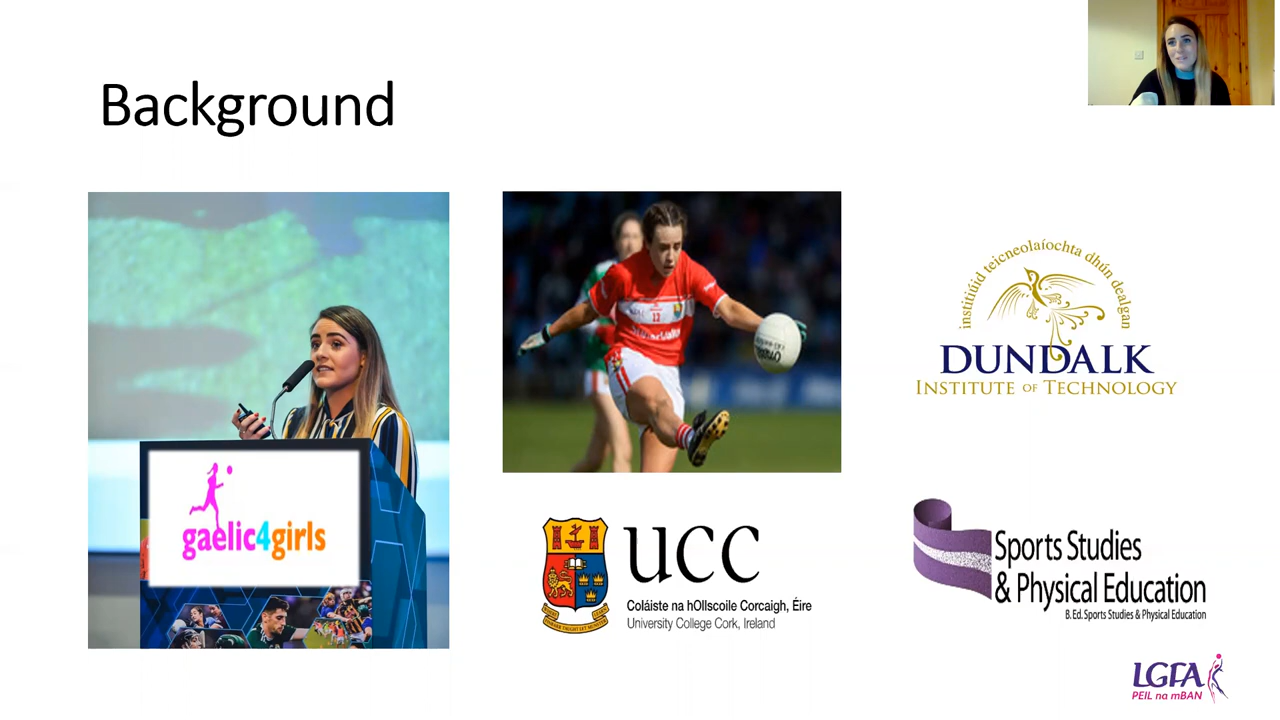 Background
gaelic4girls
12
ucc
Coláiste na hOllscoile Corcaigh, Éire
University College Cork, Ireland
institiúid teicneolaíochta dhún dealgan
DUNDALK
INSTITUTE OF TECHNOLOGY
Sports Studies
& Physical Education
B.Ed. Sports Studies & Physical Education
LGFA
PEIL na mBAN